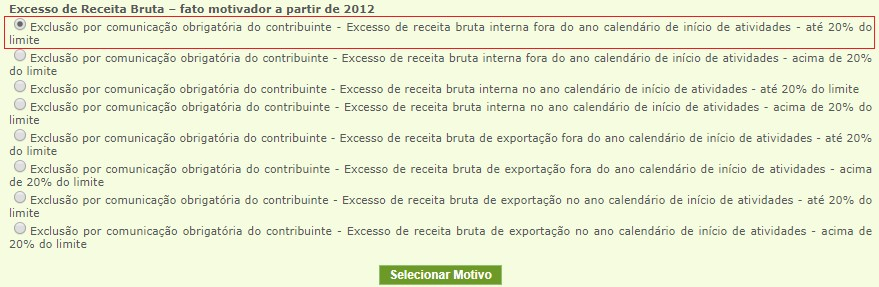 Excesso de Receita Bruta – fato motivador a partir de 2012
Exclusão por comunicação obrigatória do contribuinte - Excesso de receita bruta interna fora do ano calendário de início de atividades - até 20% do
limite
Exclusão por comunicação obrigatória do contribuinte - Excesso de receita bruta interna fora do ano calendário de início de atividades - acima de 20%
do limite
Exclusão por comunicação obrigatória do contribuinte - Excesso de receita bruta interna no ano calendário de início de atividades - até 20% do limite
Exclusão por comunicação obrigatória do contribuinte - Excesso de receita bruta interna no ano calendário de início de atividades - acima de 20% do
limite
Exclusão por comunicação obrigatória do contribuinte - Excesso de receita bruta de exportação fora do ano calendário de início de atividades - até 20%
do limite
Exclusão por comunicação obrigatória do contribuinte - Excesso de receita bruta de exportação fora do ano calendário de início de atividades - acima
de 20% do limite
Exclusão por comunicação obrigatória do contribuinte - Excesso de receita bruta de exportação no ano calendário de início de atividades - até 20% do
limite
Exclusão por comunicação obrigatória do contribuinte - Excesso de receita bruta de exportação no ano calendário de início de atividades - acima de
20% do limite
Selecionar Motivo